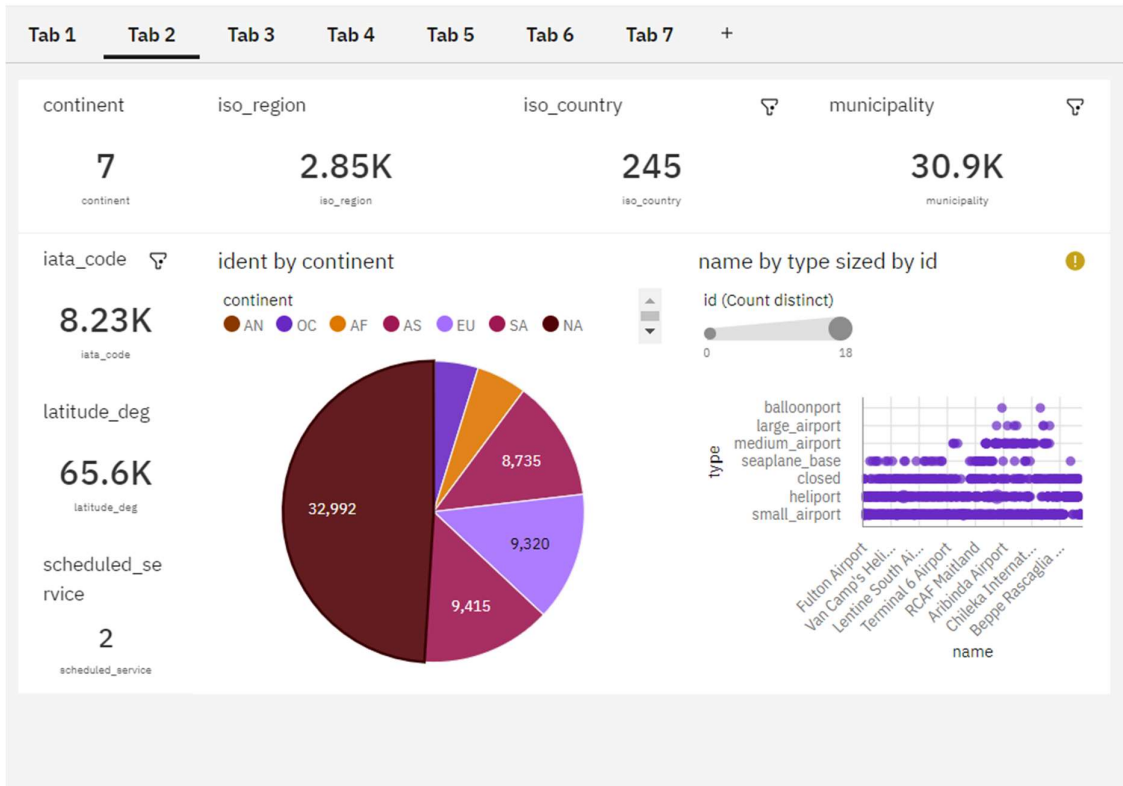 Tab 1 Tab 2 Tab 3 Tab 4 Tab 5 Tab 6 Tab 7 +
continent
7
continent
iso_region
2.85K
iso_region
iso_country
245
iso_country
municipality
30.9K
municipality
iata_code
8.23K
iata_code
latitude_deg
65.6K
latitude_deg
scheduled_se
rvice
2
scheduled_service
ident by continent
continent
AN OC AF AS EU SA NA
8,735
9,320
9,415
32,992
name by type sized by id
id (Count distinct)
0 18
type
balloonport
large_airport
medium_airport
seaplane_base
closed
heliport
small_airport
Fulton Airport
Van Camp's Heli...
Lentine South Ai...
Terminal 6 Airport
RCAF Maitland
Aribinda Airport
Chileka Internat...
Beppe Rascaglia ...
name